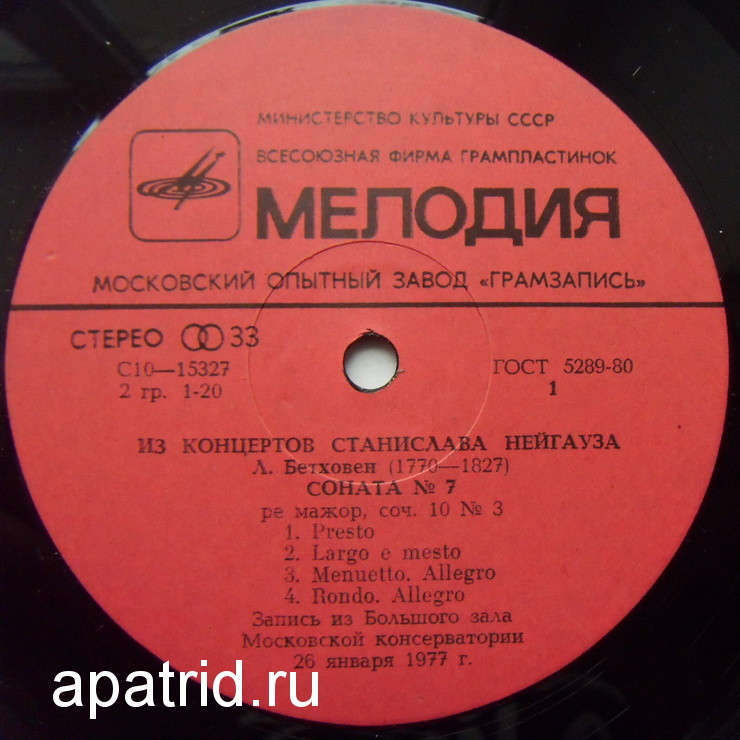 МИНИСТЕРСТВО КУЛЬТУРЫ СССР
ВСЕСОЮЗНАЯ ФИРМА ГРАМПЛАСТИНОК
МЕЛОДИЯ
МОСКОВСКИЙ ОПЫТНЫЙ ЗАВОД «ГРАМЗАПИСЬ»
СТЕРЕО 33
С10—15327 ГОСТ 5289-80
2 гр. 1-20 1
ИЗ КОНЦЕРТОВ СТАНИСЛАВА НЕЙГАУЗА
Л. Бетховен (1770—1827)
СОНАТА № 7
ре мажор, соч. 10 № 3
1. Presto
2. Largo e mesto
3. Menuetto. Allegro
4. Rondo. Allegro
Запись из Большого зала
Московской консерватории
26 января 1977 г.
apatrid.ru